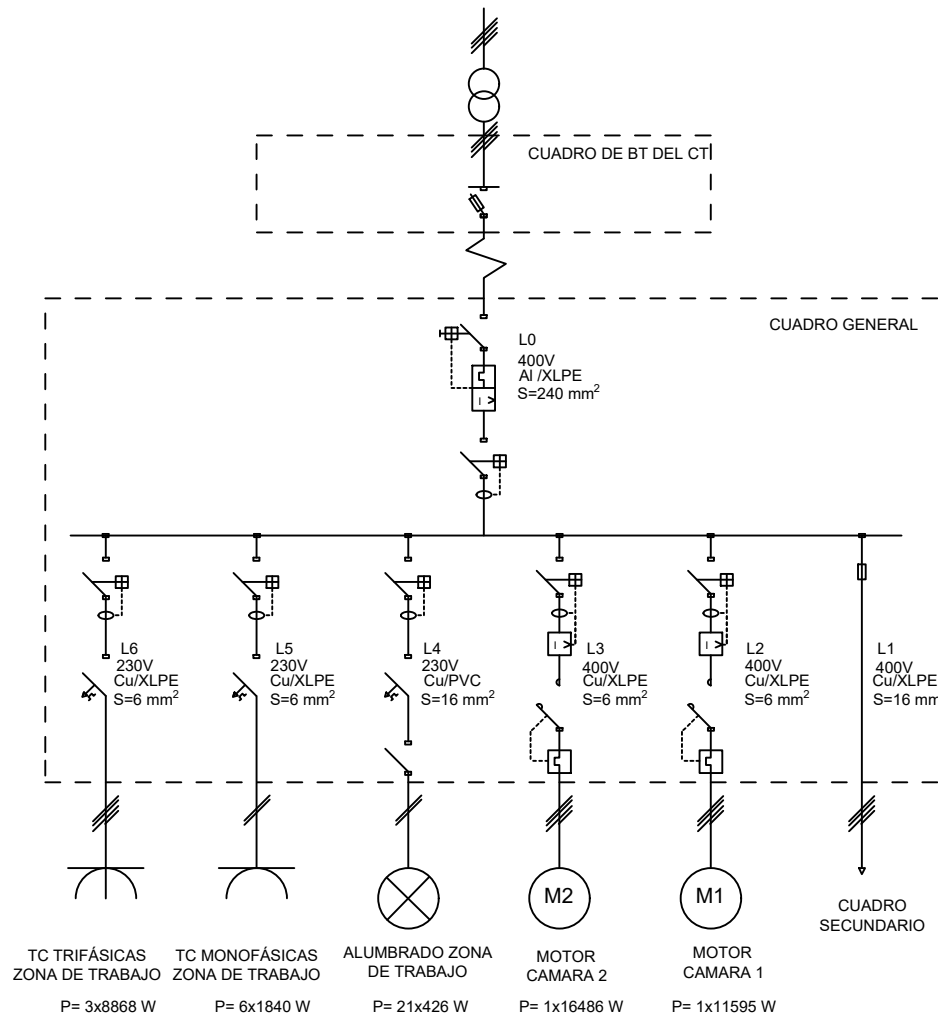 CUADRO DE BT DEL CT
CUADRO GENERAL
L0
400V
Al /XLPE
S=240 mm²
L6
230V
Cu/XLPE
S=6 mm²
L5
230V
Cu/XLPE
S=6 mm²
L4
230V
Cu/PVC
S=16 mm²
L3
400V
Cu/XLPE
S=6 mm²
L2
400V
Cu/XLPE
S=6 mm²
L1
400V
Cu/XLPE
S=16 mm
I >
I >
I >
M2
M1
TC TRIFÁSICAS
ZONA DE TRABAJO
P= 3x8868 W
TC MONOFÁSICAS
ZONA DE TRABAJO
P= 6x1840 W
ALUMBRADO ZONA
DE TRABAJO
P= 21x426 W
MOTOR
CAMARA 2
P= 1x16486 W
MOTOR
CAMARA 1
P= 1x11595 W
CUADRO
SECUNDARIO